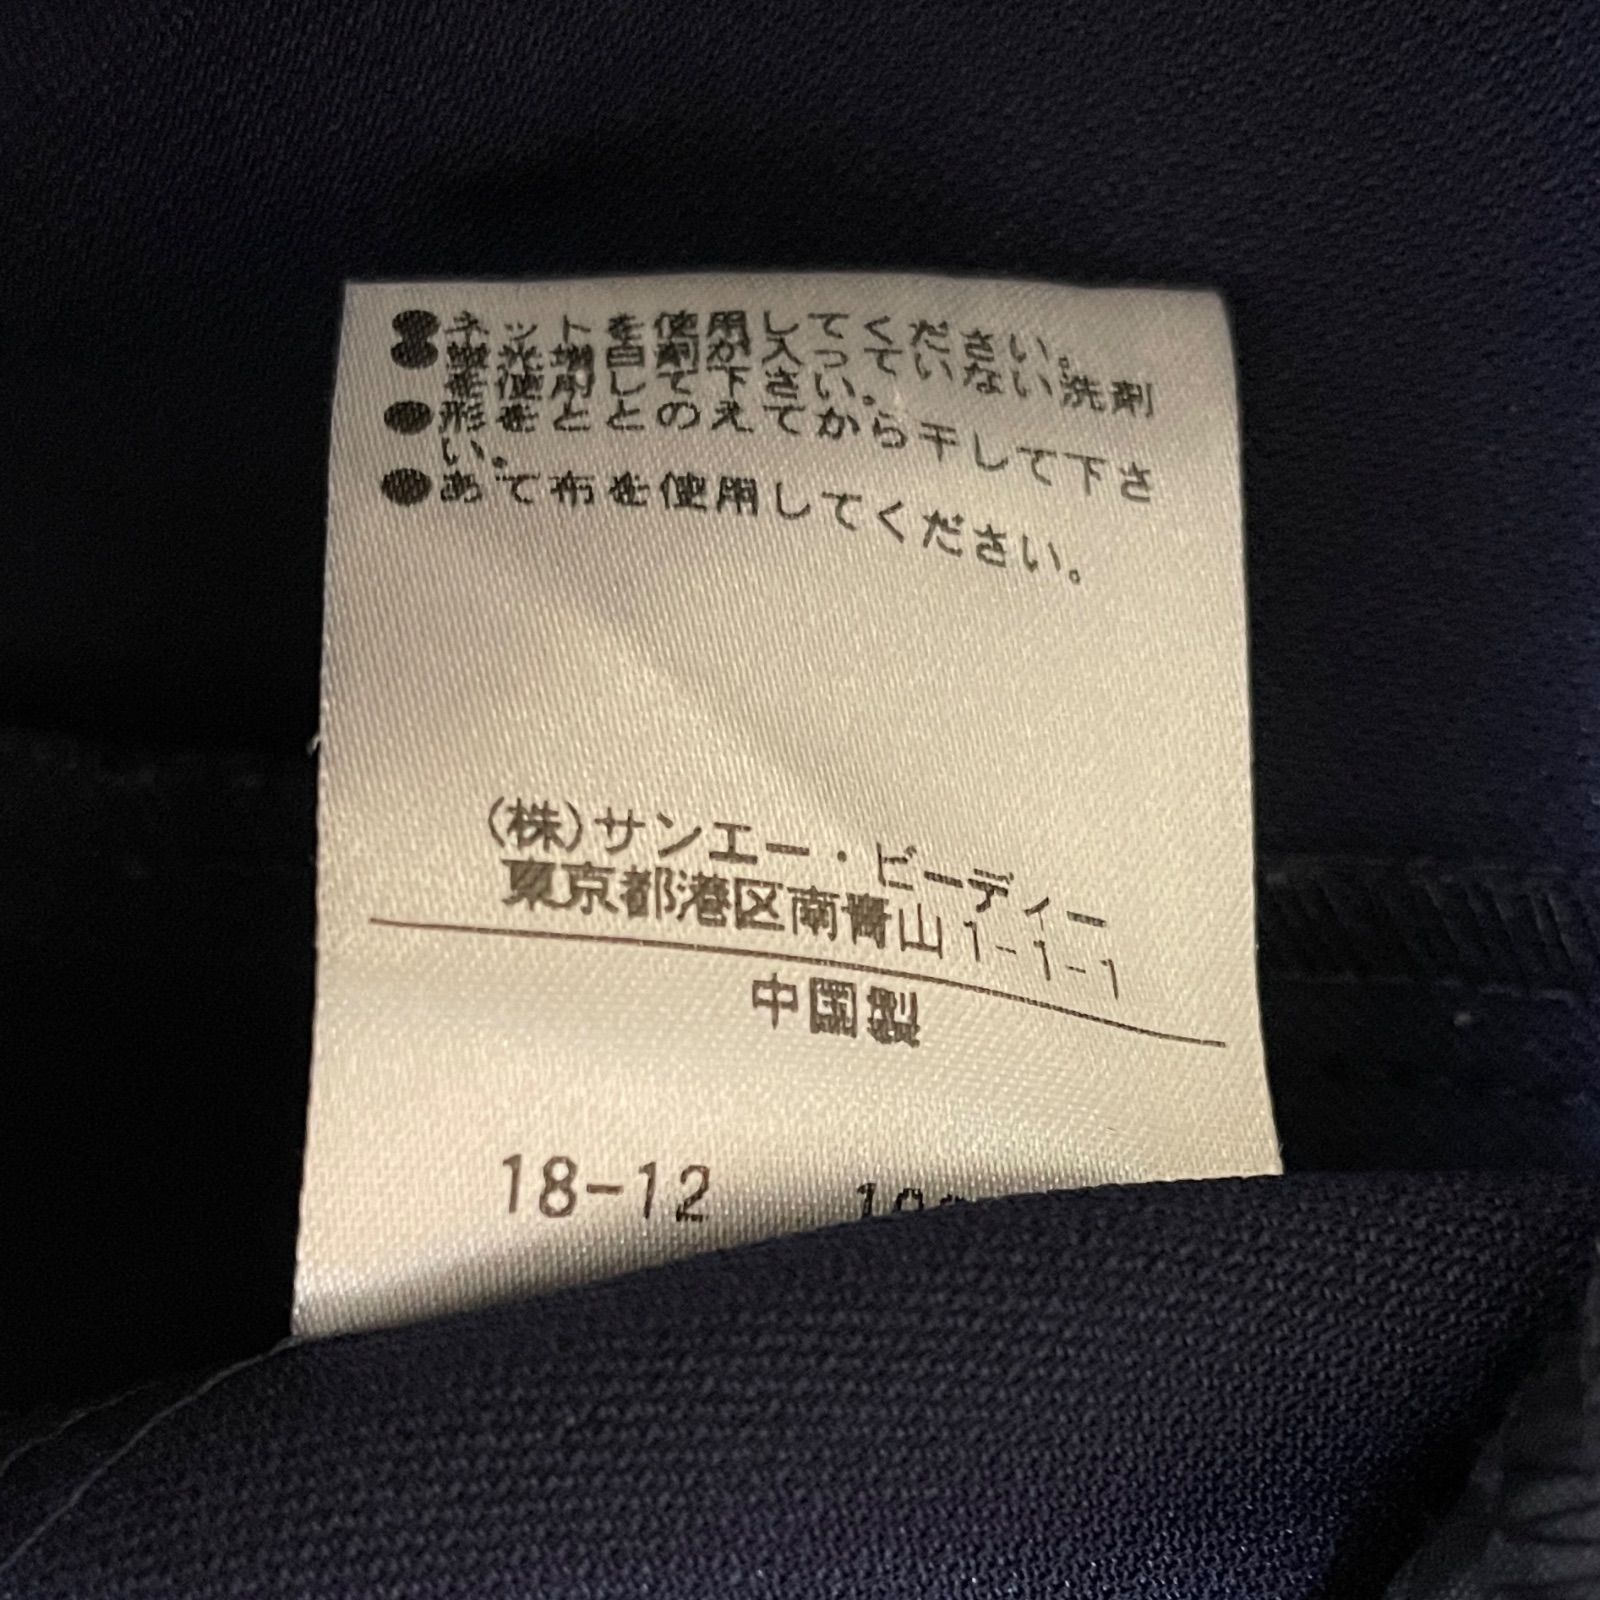 ●ネットを使用してください。
●蛍光増白剤が入っていない洗剤
を使用して下さい。
●形をととのえてから干して下さ
い。
●あて布を使用してください。
(株)サンエー・ビーディー
東京都港区南青山1-1-1
中国製
18-12